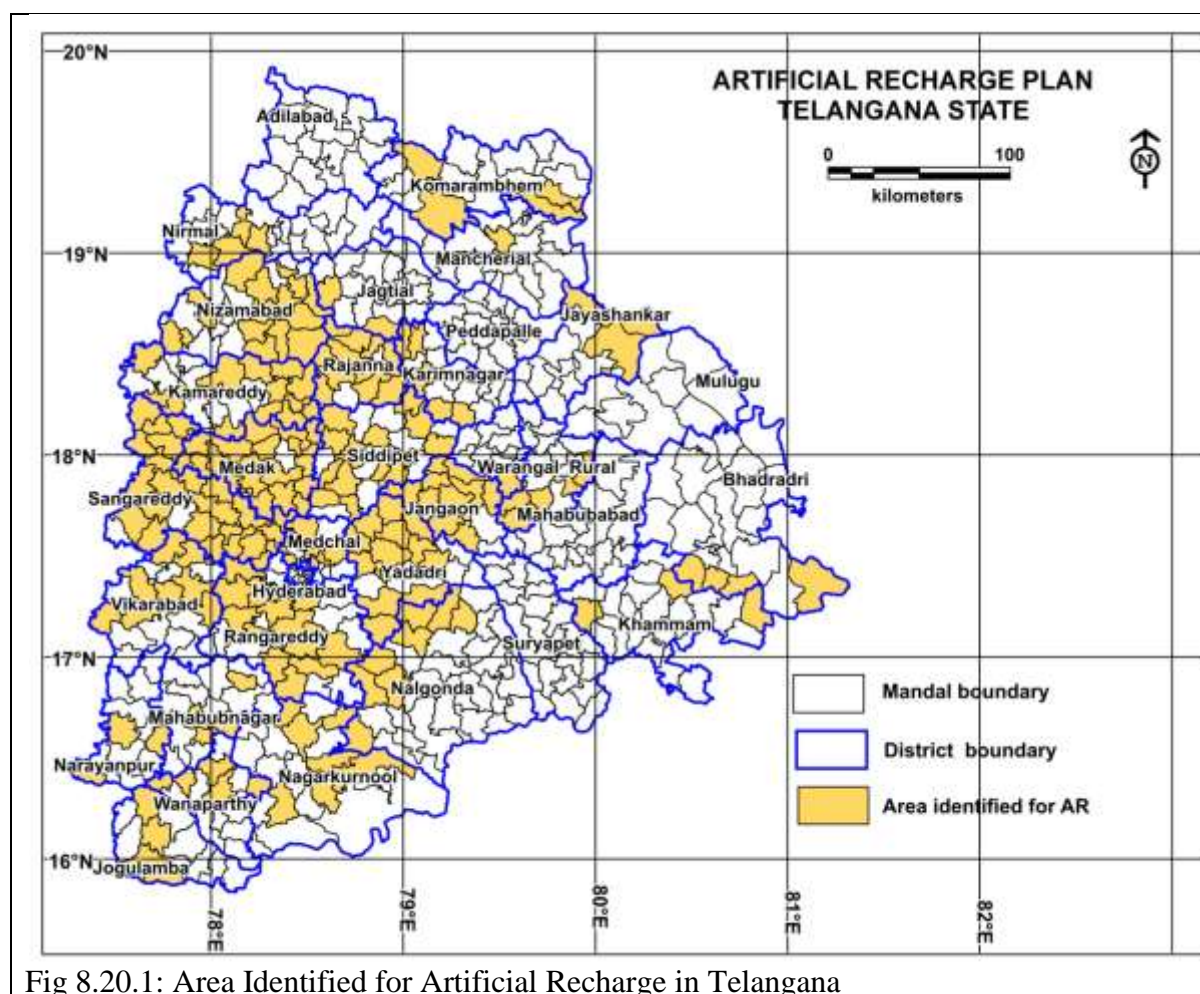 20°N
ARTIFICIAL RECHARGE PLAN
TELANGANA STATE
Adilabad
0 100
N
kilometers
Komarambhem
Nirmal
19°N
Mancherial
Jagtial
Nizamabad
Jayashankar
Peddapalle
Rajanna
Karimnagar
Mulugu
Kamareddy
18°N
Medak
Siddipet
Warangal Rural
Bhadradri
Sangareddy
Jangaon
Mahabubabad
Medchal
Yadadri
Hyderabad
Vikarabad
Rangareddy
Khammam
Suryapet
17°N
Nalgonda
Mandal boundary
Mahabubnagar
District boundary
Narayanpur
Nagarkurnool
Wanaparthy
Area identified for AR
16°N
Jogulamba
78°E
79°E
80°E
81°E
82°E
Fig 8.20.1: Area Identified for Artificial Recharge in Telangana